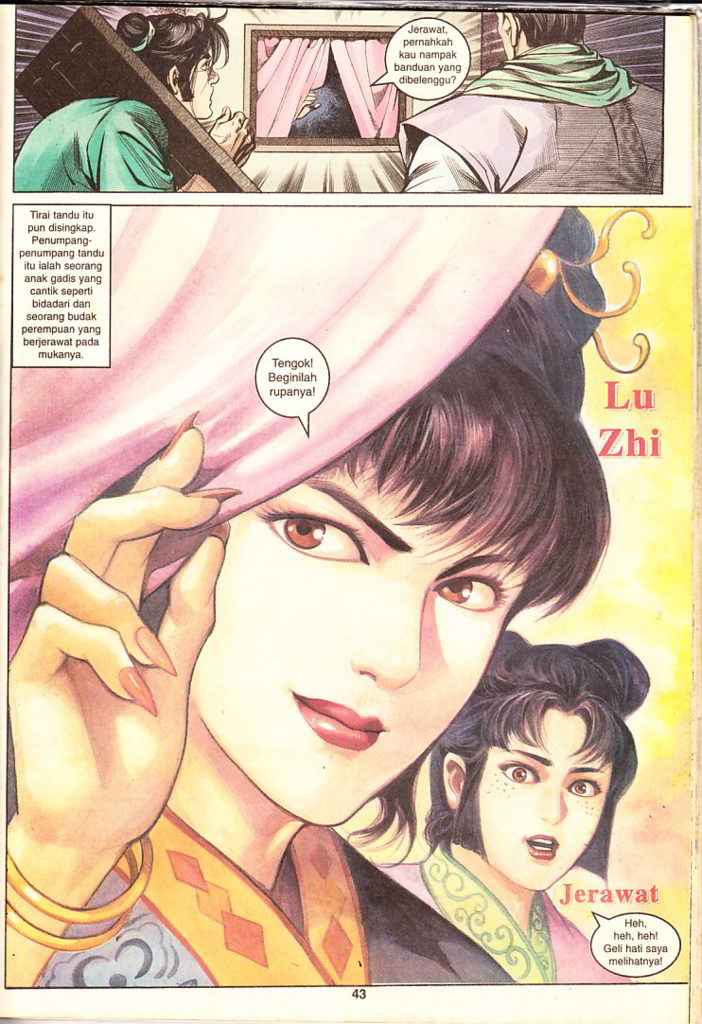 Jerawat,
pernahkah
kau nampak
banduan yang
dibelenggu?
Tirai tandu itu
pun disingkap.
Penumpang-
penumpang tandu
itu ialah seorang
anak gadis yang
cantik seperti
bidadari dan
seorang budak
perempuan yang
berjerawat pada
mukanya.
Tengok!
Beginilah
rupanya!
Lu
Zhi
Jerawat
Heh,
heh, heh!
Geli hati saya
melihatnya!
43